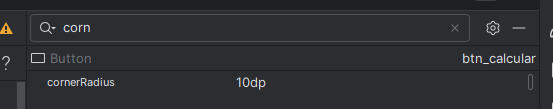 corn
Button btn_calcular
cornerRadius 10dp